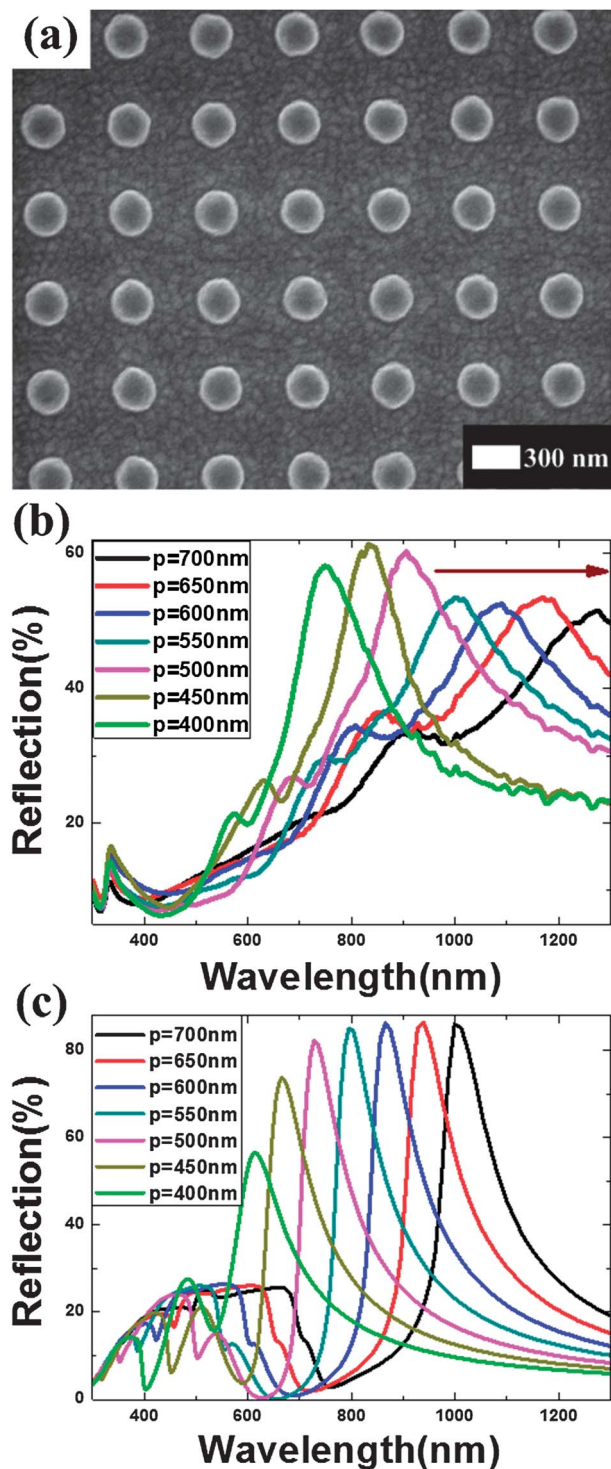 (a)
300 nm
(b)
p=700nm
p=650nm
p=600nm
p=550nm
p=500nm
p=450nm
p=400nm
60
40
20
Reflection(%)
400 600 800 1000 1200
Wavelength(nm)
(c)
p=700nm
p=650nm
p=600nm
p=550nm
p=500nm
p=450nm
p=400nm
80
60
40
20
0
Reflection(%)
400 600 800 1000 1200
Wavelength(nm)